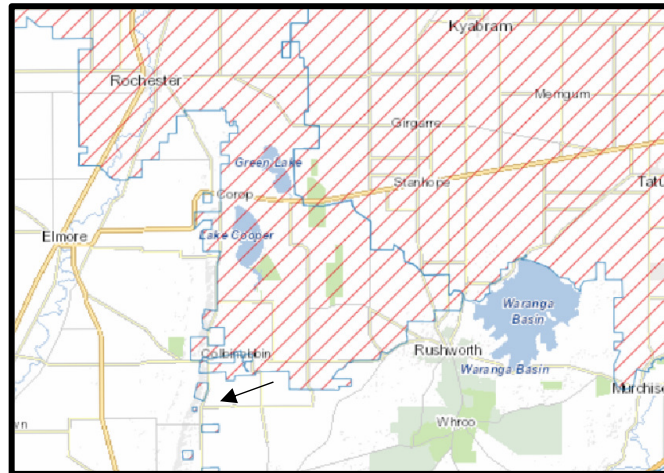 Kyabram
Rochester
Merrigum
Girgarre
Green Lake
Stanhope
Tatu
Corop
Lake Cooper
Elmore
Waranga
Basin
Colbinabbin
Rushworth
Waranga Basin
Murchiso
Whroo
wn